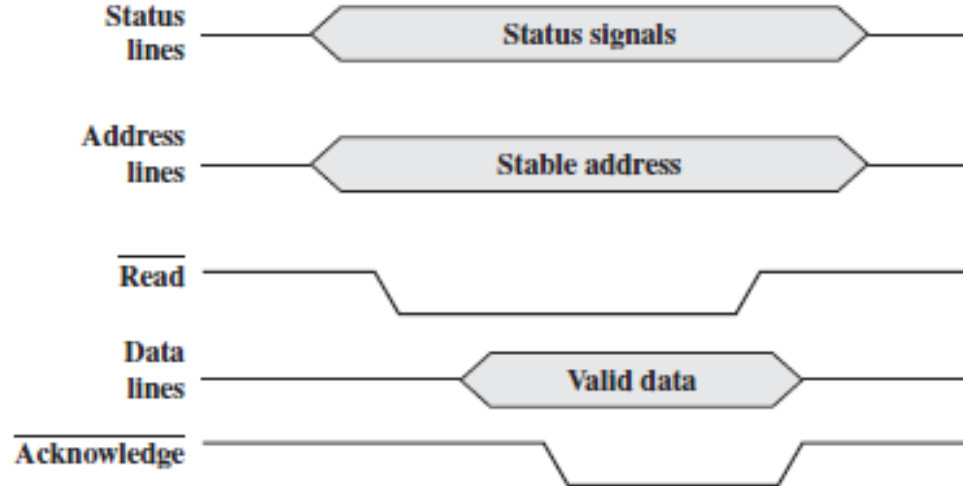 Status
lines
Status signals
Address
lines
Stable address
Read
Data
lines
Valid data
Acknowledge